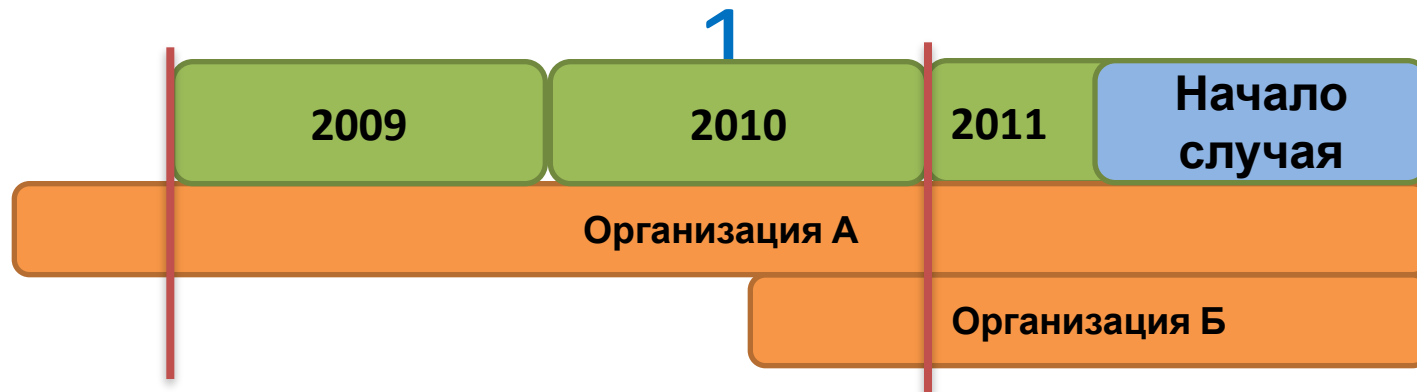 1
2009
2010
2011
Начало
случая
Организация А
Организация Б